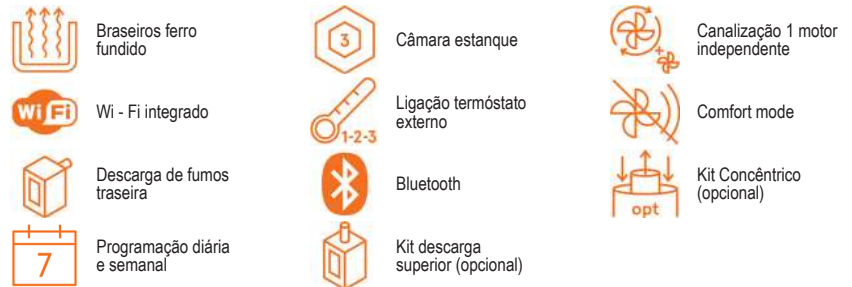 Braseiros ferro
fundido
3
Câmara estanque
+
Canalização 1 motor
independente
WiFi
Wi - Fi integrado
1-2-3
Ligação termóstato
externo
Comfort mode
Descarga de fumos
traseira
Bluetooth
opt
Kit Concêntrico
(opcional)
7
Programação diária
e semanal
Kit descarga
superior (opcional)